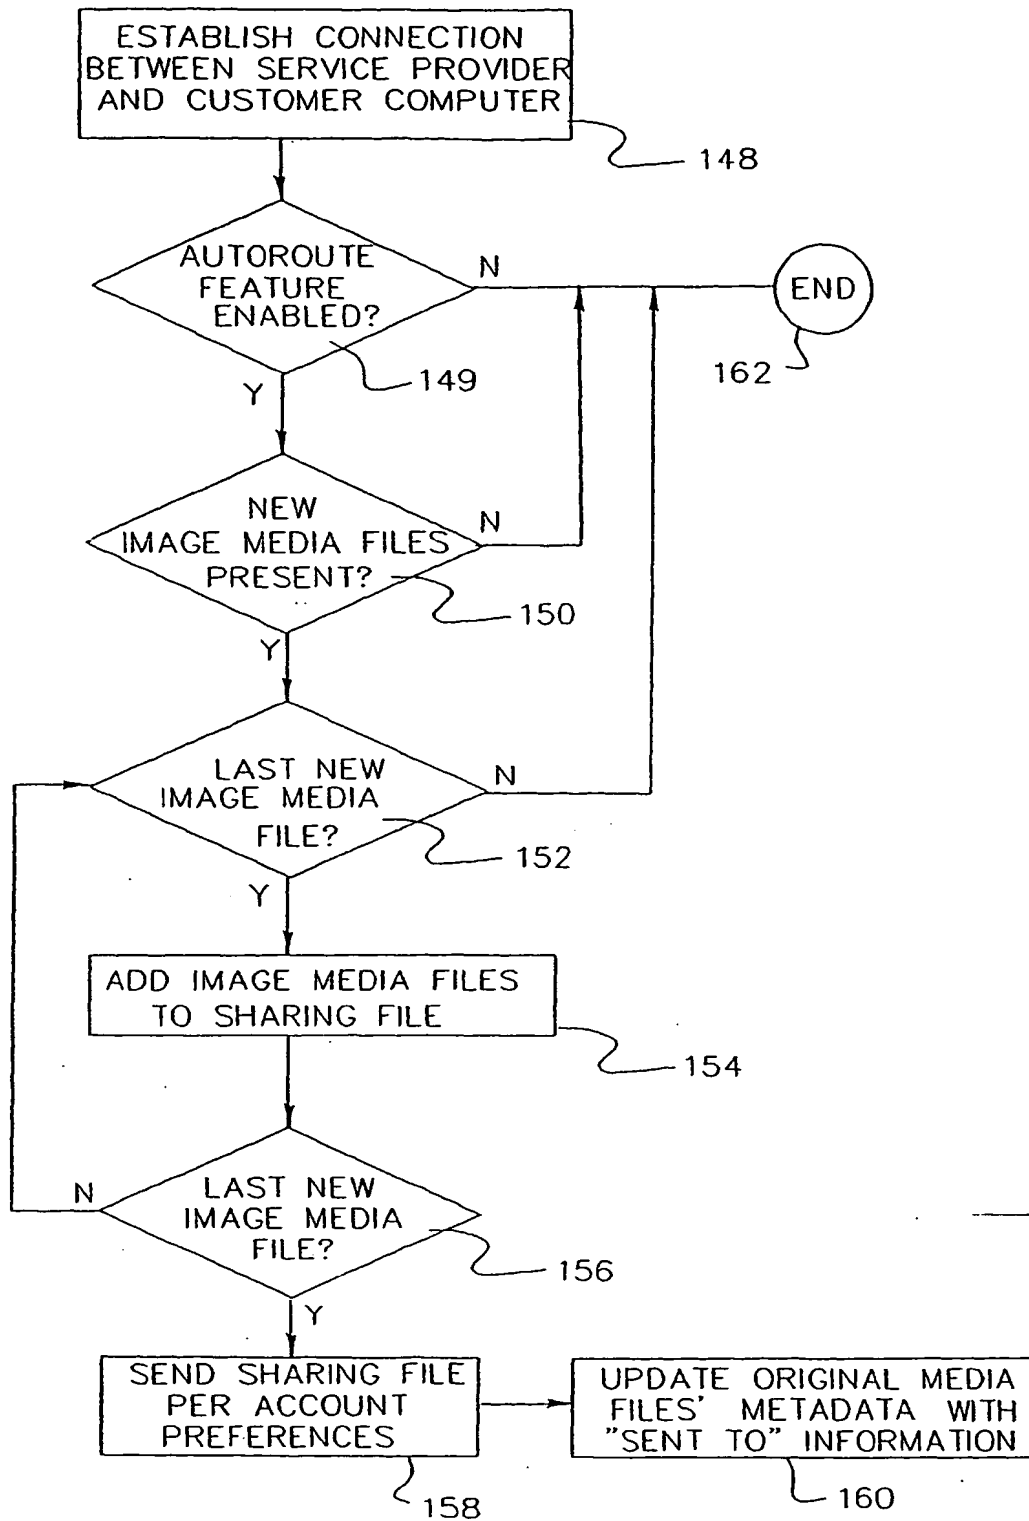 ESTABLISH CONNECTION
BETWEEN SERVICE PROVIDER
AND CUSTOMER COMPUTER
148
AUTOROUTE
FEATURE
ENABLED?
N
END
149
162
Y
NEW
IMAGE MEDIA FILES
PRESENT?
N
150
Y
LAST NEW
IMAGE MEDIA
FILE?
N
152
Y
ADD IMAGE MEDIA FILES
TO SHARING FILE
154
N
LAST NEW
IMAGE MEDIA
FILE?
156
Y
SEND SHARING FILE
PER ACCOUNT
PREFERENCES
158
UPDATE ORIGINAL MEDIA
FILES' METADATA WITH
"SENT TO" INFORMATION
160